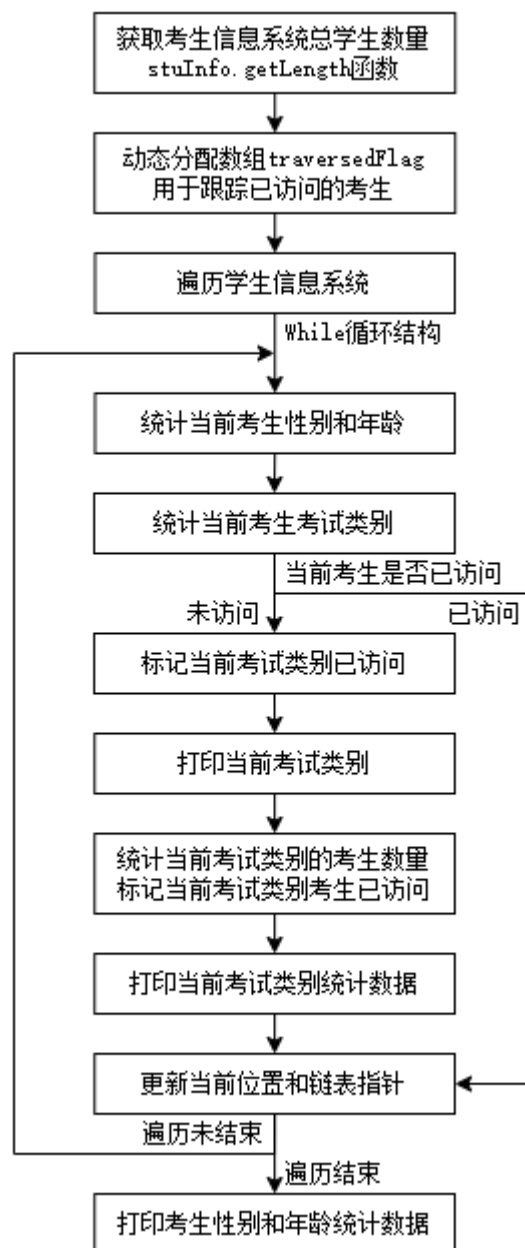 获取考生信息系统总学生数量
stuInfo.getLength函数
动态分配数组traversedFlag
用于跟踪已访问的考生
遍历学生信息系统
While循环结构
统计当前考生性别和年龄
统计当前考生考试类别
当前考生是否已访问
未访问
已访问
标记当前考试类别已访问
打印当前考试类别
统计当前考试类别的考生数量
标记当前考试类别考生已访问
打印当前考试类别统计数据
更新当前位置和链表指针
遍历未结束
遍历结束
打印考生性别和年龄统计数据